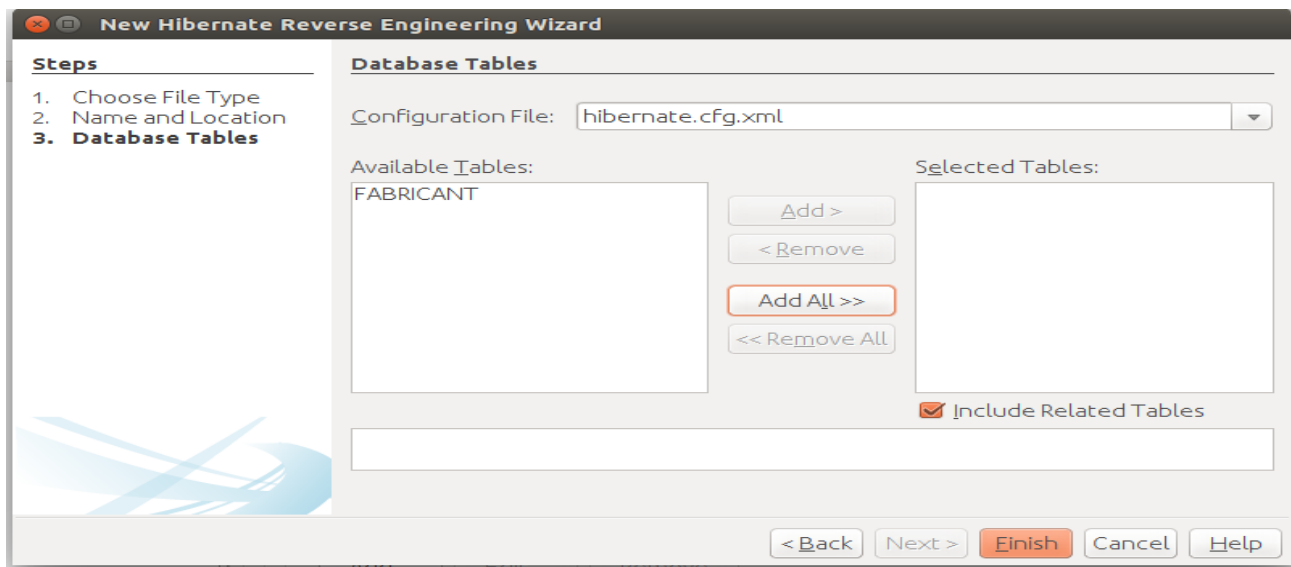 New Hibernate Reverse Engineering Wizard
Steps
1. Choose File Type
2. Name and Location
3. Database Tables
Database Tables
Configuration File: hibernate.cfg.xml
Available Tables:
FABRICANT
Add >
< Remove
Add All >>
<< Remove All
Selected Tables:
Include Related Tables
< Back Next > Finish Cancel Help